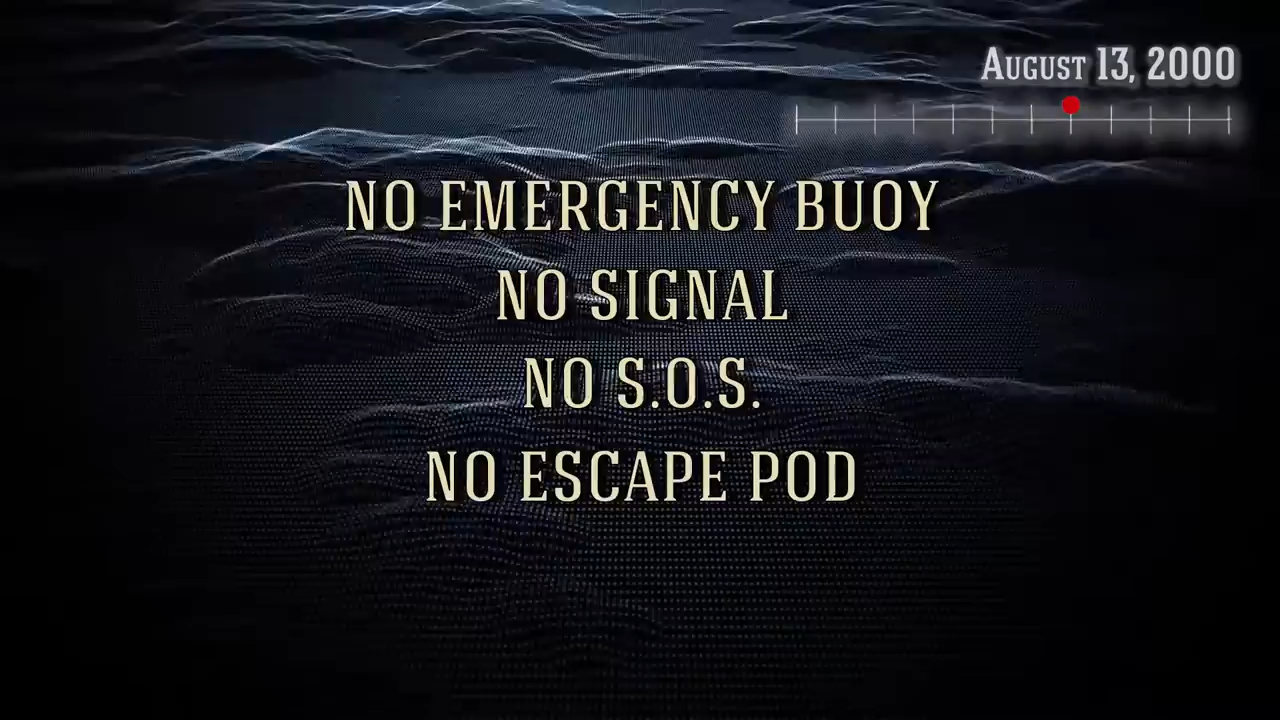 August 13, 2000
NO EMERGENCY BUOY
NO SIGNAL
NO S.O.S.
NO ESCAPE POD